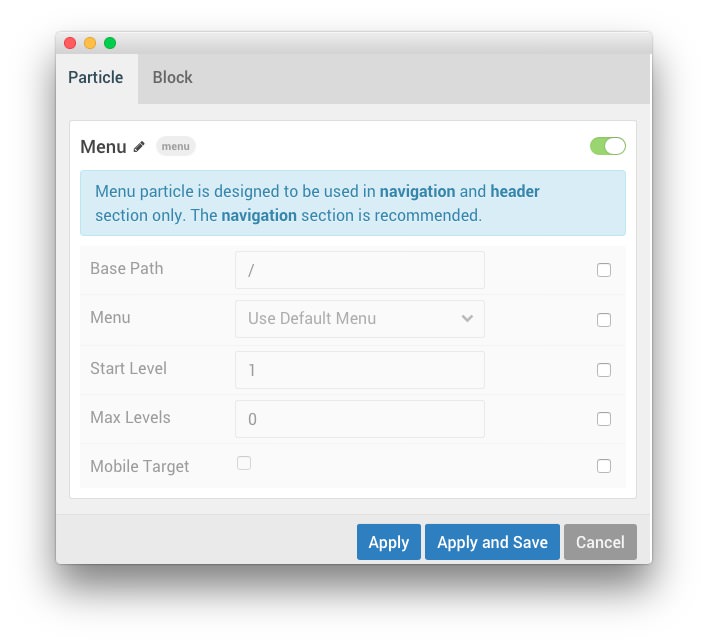 Particle Block
Menu menu
Menu particle is designed to be used in navigation and header
section only. The navigation section is recommended.
Base Path /
Menu Use Default Menu
Start Level 1
Max Levels 0
Mobile Target
Apply Apply and Save Cancel